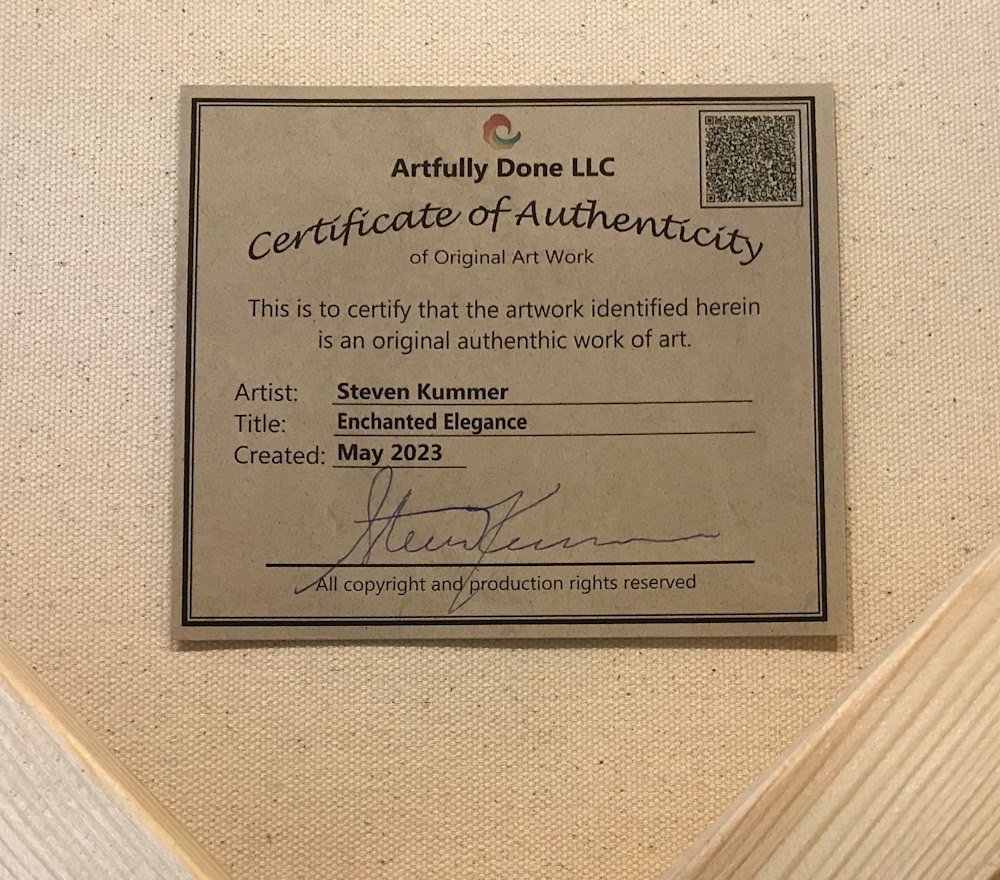 Artfully Done LLC
Certificate of Authenticity
of Original Art Work
This is to certify that the artwork identified herein
is an original authenthic work of art.
Artist: Steven Kummer
Title: Enchanted Elegance
Created: May 2023
Steven Kummer
All copyright and production rights reserved